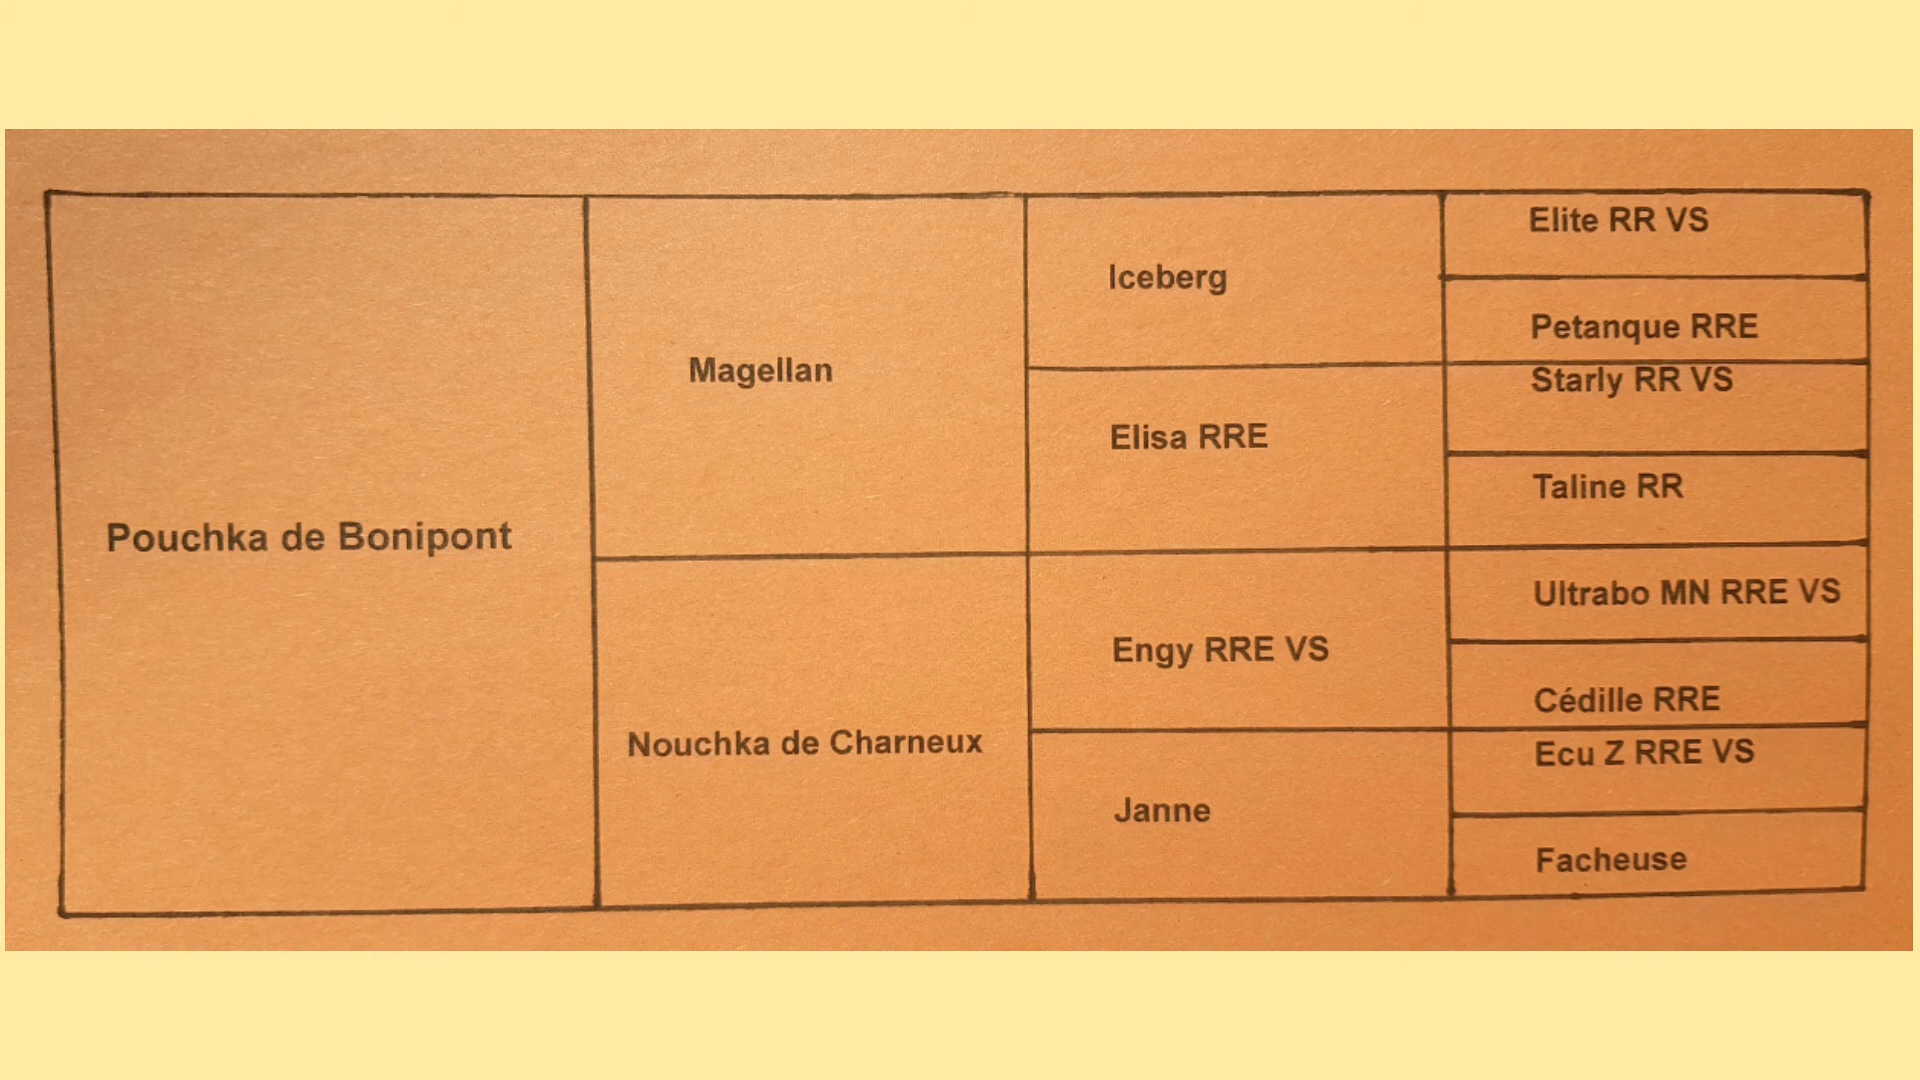 Pouchka de Bonipont
Magellan
Nouchka de Charneux
Iceberg
Elisa RRE
Engy RRE VS
Janne
Elite RR VS
Petanque RRE
Starly RR VS
Taline RR
Ultrabo MN RRE VS
Cédille RRE
Ecu Z RRE VS
Facheuse